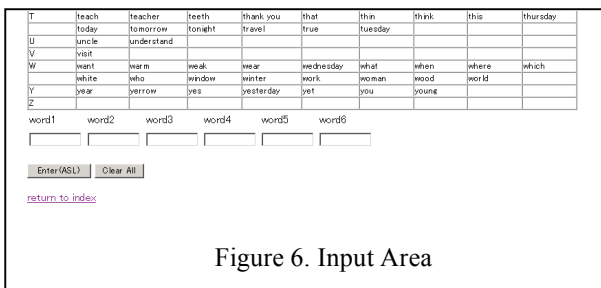 T teach teacher teeth thank you that thin think this thursday
today tomorrow tonight travel true tuesday
U uncle understand
V visit
W want warm weak wear wednesday what when where which
white who window winter work woman wood world
Y year yerrow yes yesterday yet you young
Z
word1 word2 word3 word4 word5 word6
Enter(ASL) Clear All
return to index
Figure 6. Input Area